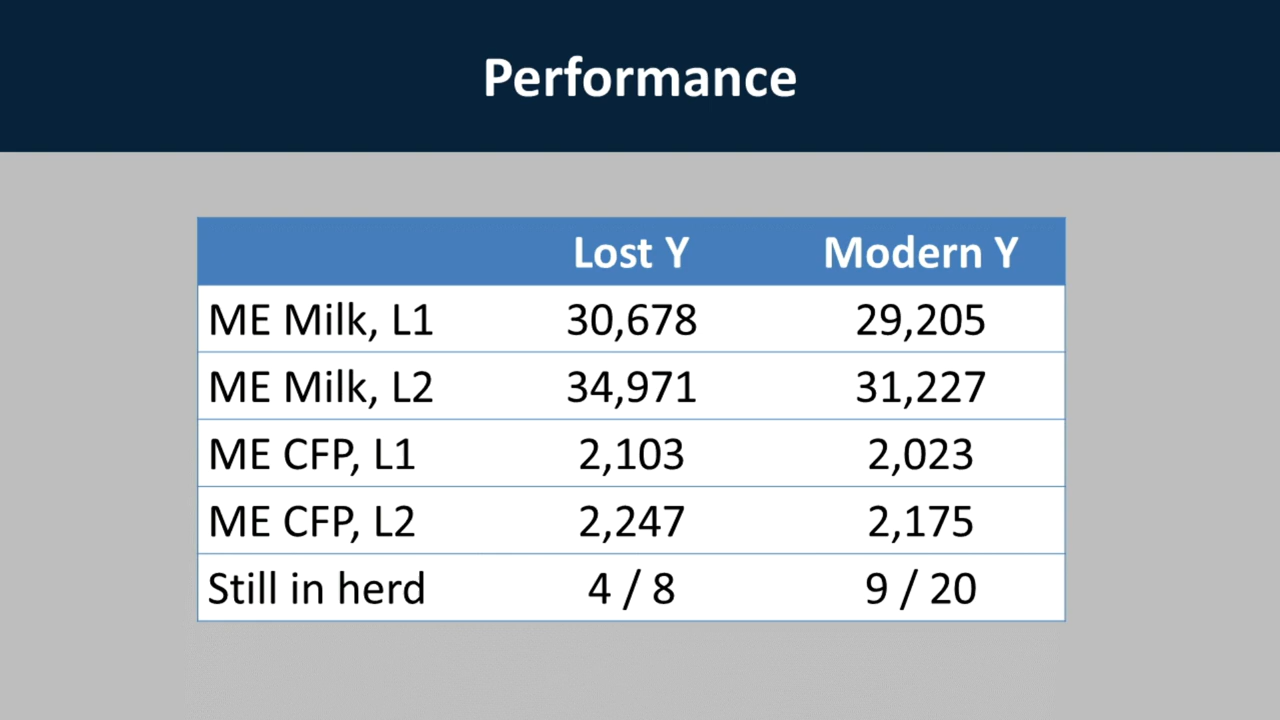 Performance
Lost Y Modern Y
ME Milk, L1 30,678 29,205
ME Milk, L2 34,971 31,227
ME CFP, L1 2,103 2,023
ME CFP, L2 2,247 2,175
Still in herd 4 / 8 9 / 20